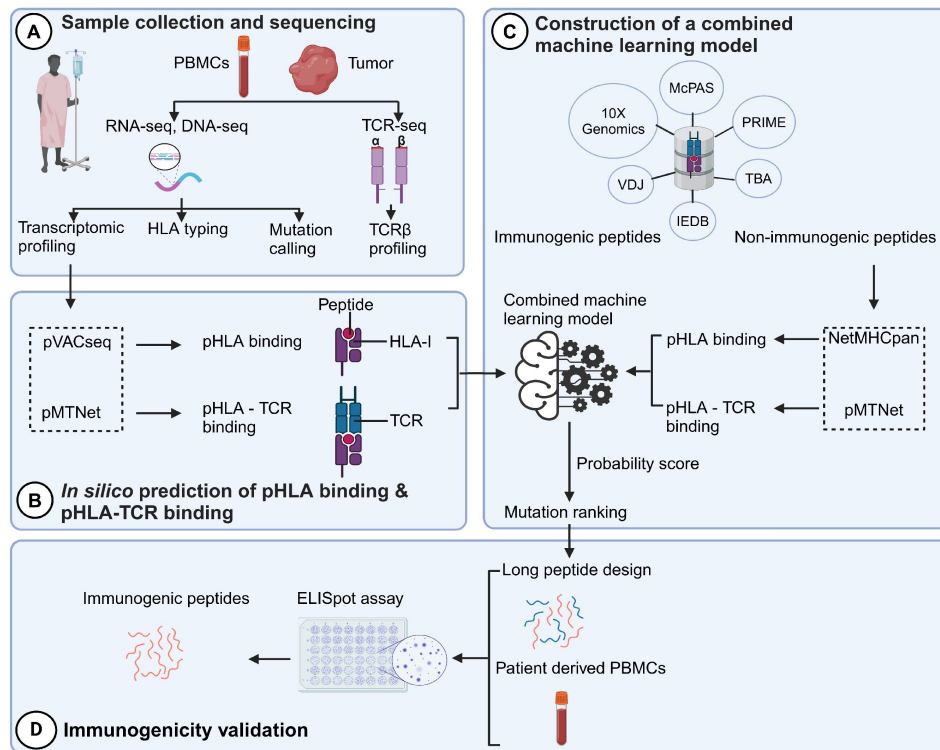 A
Sample collection and sequencing
PBMCs
Tumor
RNA-seq, DNA-seq
TCR-seq
α β
Transcriptomic
profiling
HLA typing
Mutation
calling
TCRβ
profiling
B
In silico prediction of pHLA binding &
pHLA-TCR binding
pVACseq
pHLA binding
Peptide
HLA-I
pMTNet
pHLA - TCR
binding
TCR
C
Construction of a combined
machine learning model
McPAS
10X
Genomics
PRIME
VDJ
TBA
IEDB
Immunogenic peptides
Non-immunogenic peptides
Combined machine
learning model
pHLA binding
NetMHCpan
pHLA - TCR
binding
pMTNet
Probability score
Mutation ranking
Long peptide design
Patient derived PBMCs
ELISpot assay
Immunogenic peptides
D
Immunogenicity validation